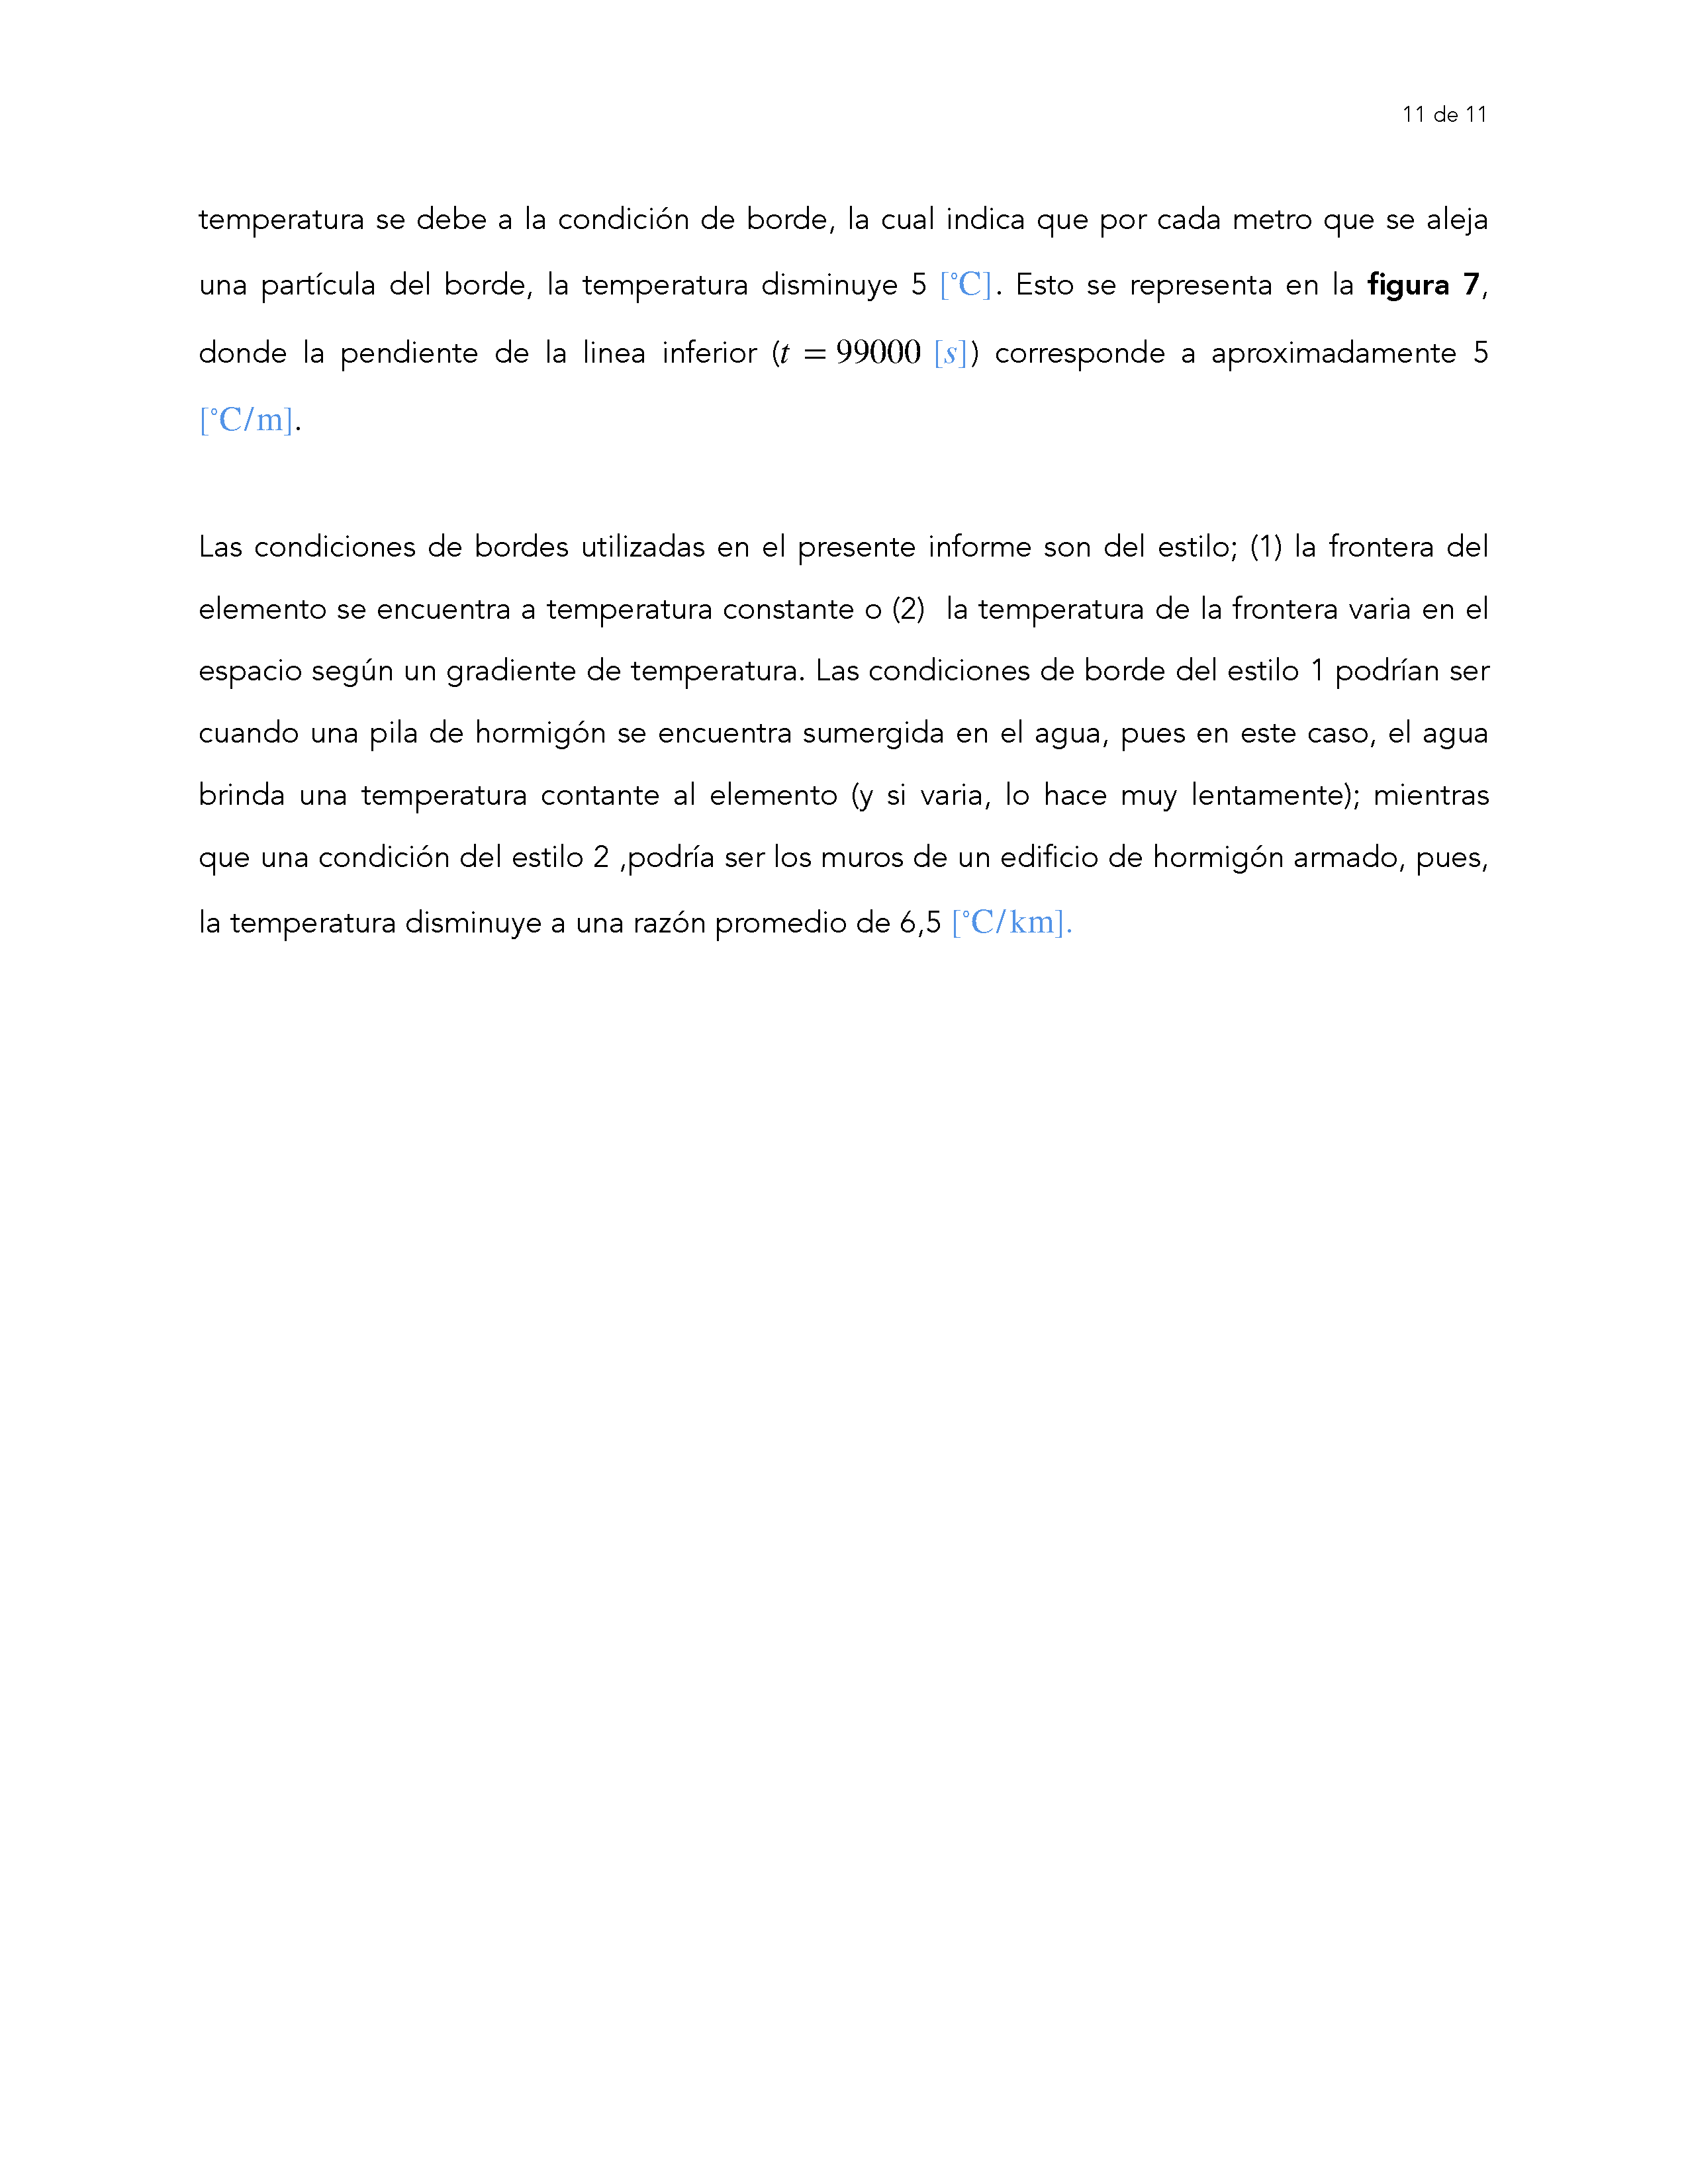 11 de 11
temperatura se debe a la condición de borde, la cual indica que por cada metro que se aleja
una partícula del borde, la temperatura disminuye 5 [°C]. Esto se representa en la figura 7,
donde la pendiente de la linea inferior (t = 99000 [s]) corresponde a aproximadamente 5
[°C/m].
Las condiciones de bordes utilizadas en el presente informe son del estilo; (1) la frontera del
elemento se encuentra a temperatura constante o (2)  la temperatura de la frontera varia en el
espacio según un gradiente de temperatura. Las condiciones de borde del estilo 1 podrían ser
cuando una pila de hormigón se encuentra sumergida en el agua, pues en este caso, el agua
brinda una temperatura contante al elemento (y si varia, lo hace muy lentamente); mientras
que una condición del estilo 2 ,podría ser los muros de un edificio de hormigón armado, pues,
la temperatura disminuye a una razón promedio de 6,5 [°C/km].